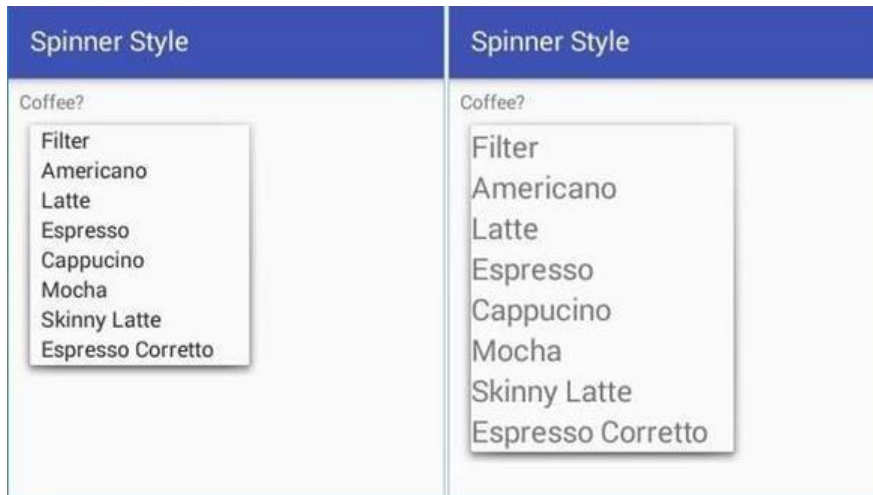 Spinner Style
Coffee?
Filter
Americano
Latte
Espresso
Cappucino
Mocha
Skinny Latte
Espresso Corretto
Spinner Style
Coffee?
Filter
Americano
Latte
Espresso
Cappucino
Mocha
Skinny Latte
Espresso Corretto